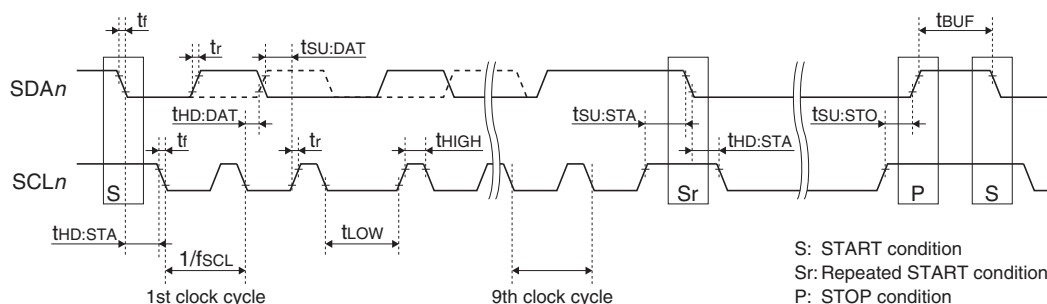 tf
tr
tSU:DAT
tBUF
SDAn
tHD:DAT
tf
tr
tHIGH
tSU:STA
tHD:STA
tSU:STO
SCLn
S
Sr
P
S
tHD:STA
1/fSCL
tLOW
1st clock cycle
9th clock cycle
S: START condition
Sr: Repeated START condition
P: STOP condition